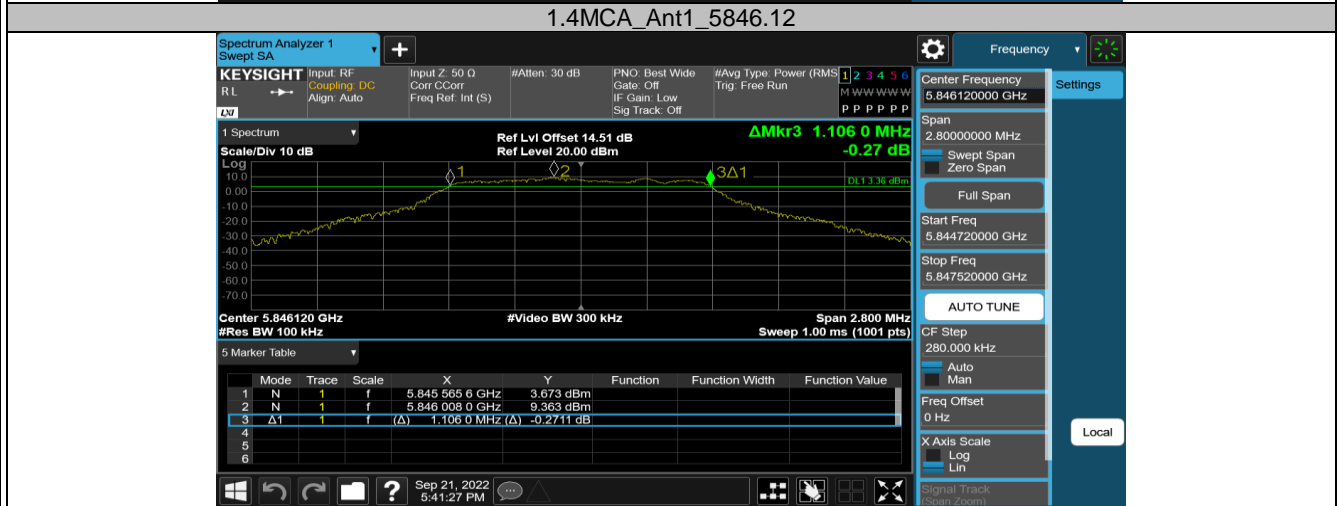 1.4MCA_Ant1_5846.12
Spectrum Analyzer 1
Swept SA
+
Frequency
KEYSIGHT
RL
LXI
Input: RF
Coupling: DC
Align: Auto
Input Z: 50 Ω
Corr CCorr
Freq Ref: Int (S)
#Atten: 30 dB
PNO: Best Wide
Gate: Off
IF Gain: Low
Sig Track: Off
#Avg Type: Power (RMS
Trig: Free Run
1 2 3 4 5 6
M W W W W W
P P P P P P
Center Frequency
5.846120000 GHz
Settings
Span
2.80000000 MHz
Swept Span
Zero Span
Full Span
Start Freq
5.844720000 GHz
Stop Freq
5.847520000 GHz
AUTO TUNE
CF Step
280.000 kHz
Auto
Man
Freq Offset
0 Hz
X Axis Scale
Log
Lin
Signal Track
(Span Zoom)
Local
1 Spectrum
Scale/Div 10 dB
Ref Lvl Offset 14.51 dB
Ref Level 20.00 dBm
ΔMkr3 1.106 0 MHz
-0.27 dB
Log
10.0
0.00
-10.0
-20.0
-30.0
-40.0
-50.0
-60.0
-70.0
1
2
3Δ1
DL1 3.36 dBm
Center 5.846120 GHz
#Res BW 100 kHz
#Video BW 300 kHz
Span 2.800 MHz
Sweep 1.00 ms (1001 pts)
5 Marker Table
Mode Trace Scale X Y Function Function Width Function Value
1 N 1 f 5.845 565 6 GHz 3.673 dBm
2 N 1 f 5.846 008 0 GHz 9.363 dBm
3 Δ1 1 f (Δ) 1.106 0 MHz (Δ) -0.2711 dB
4
5
6
?
Sep 21, 2022
5:41:27 PM